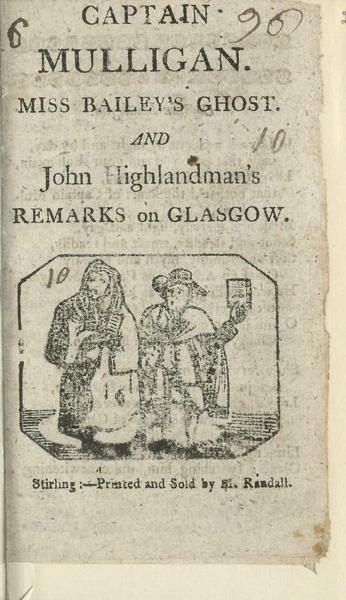 6
96
CAPTAIN
MULLIGAN.
MISS BAILEY'S GHOST.
AND
10
John Highlandman's
REMARKS on GLASGOW.
10
Stirling:—Printed and Sold by M. Randall.